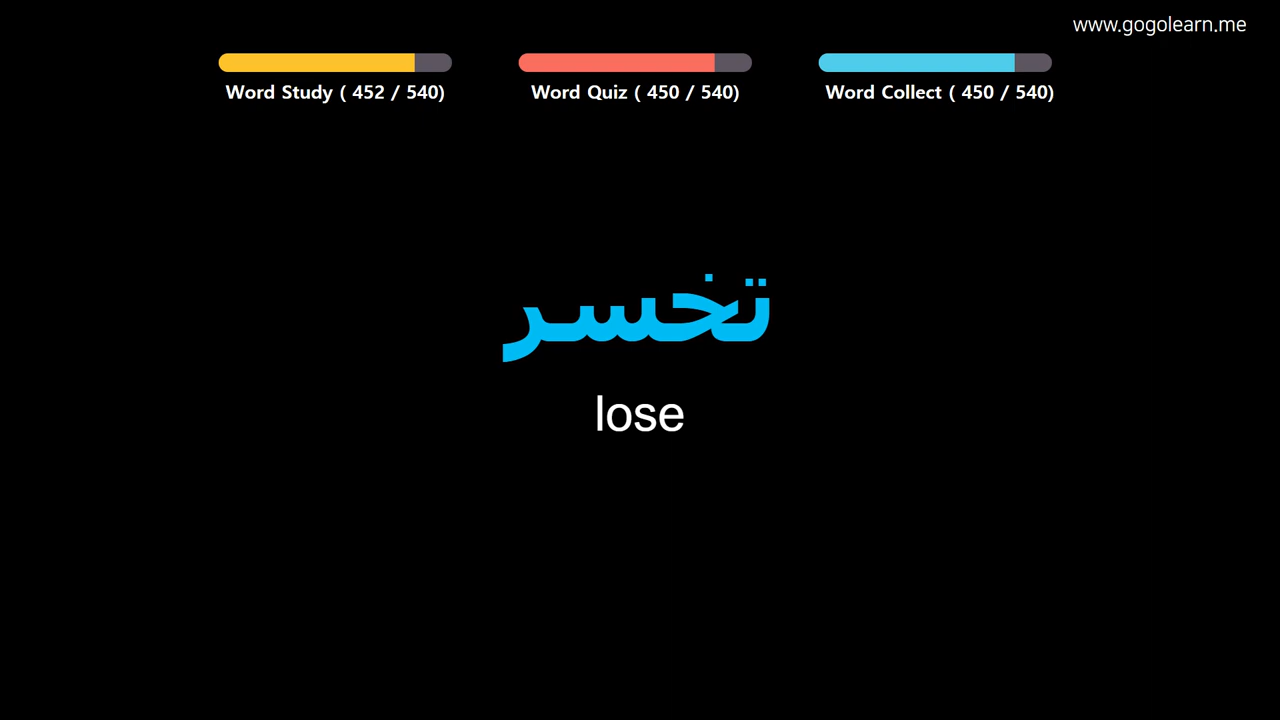 www.gogolearn.me
Word Study ( 452 / 540)
Word Quiz ( 450 / 540)
Word Collect ( 450 / 540)
تخسر
lose